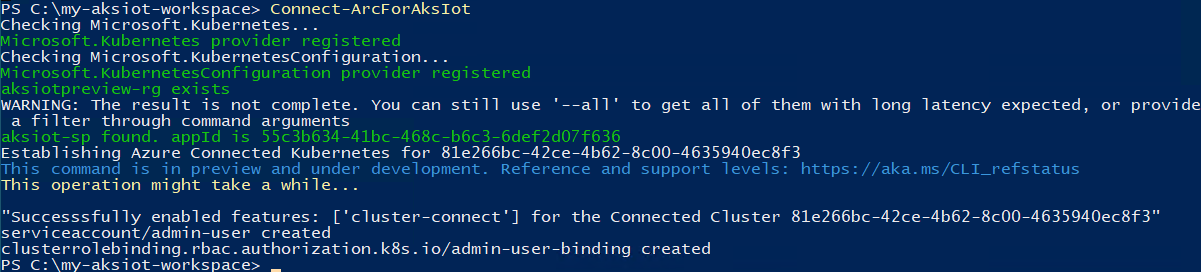 PS C:\my-aksiot-workspace> Connect-ArcForAksIot
Checking Microsoft.Kubernetes...
Microsoft.Kubernetes provider registered
Checking Microsoft.KubernetesConfiguration...
Microsoft.KubernetesConfiguration provider registered
aksiotpreview-rg exists
WARNING: The result is not complete. You can still use '--all' to get all of them with long latency expected, or provide
 a filter through command arguments
aksiot-sp found. appId is 55c3b634-41bc-468c-b6c3-6def2d07f636
Establishing Azure Connected Kubernetes for 81e266bc-42ce-4b62-8c00-4635940ec8f3
This command is in preview and under development. Reference and support levels: https://aka.ms/CLI_refstatus
This operation might take a while...
"Successsfully enabled features: ['cluster-connect'] for the Connected Cluster 81e266bc-42ce-4b62-8c00-4635940ec8f3"
serviceaccount/admin-user created
clusterrolebinding.rbac.authorization.k8s.io/admin-user-binding created
PS C:\my-aksiot-workspace> _